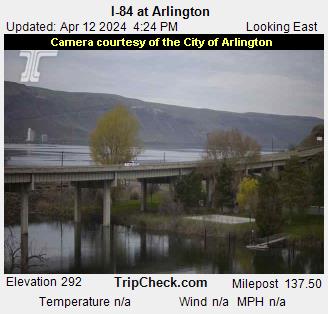 I-84 at Arlington
Updated: Apr 12 2024 4:24 PM Looking East
Camera courtesy of the City of Arlington
Elevation 292 TripCheck.com Milepost 137.50
Temperature n/a Wind n/a MPH n/a